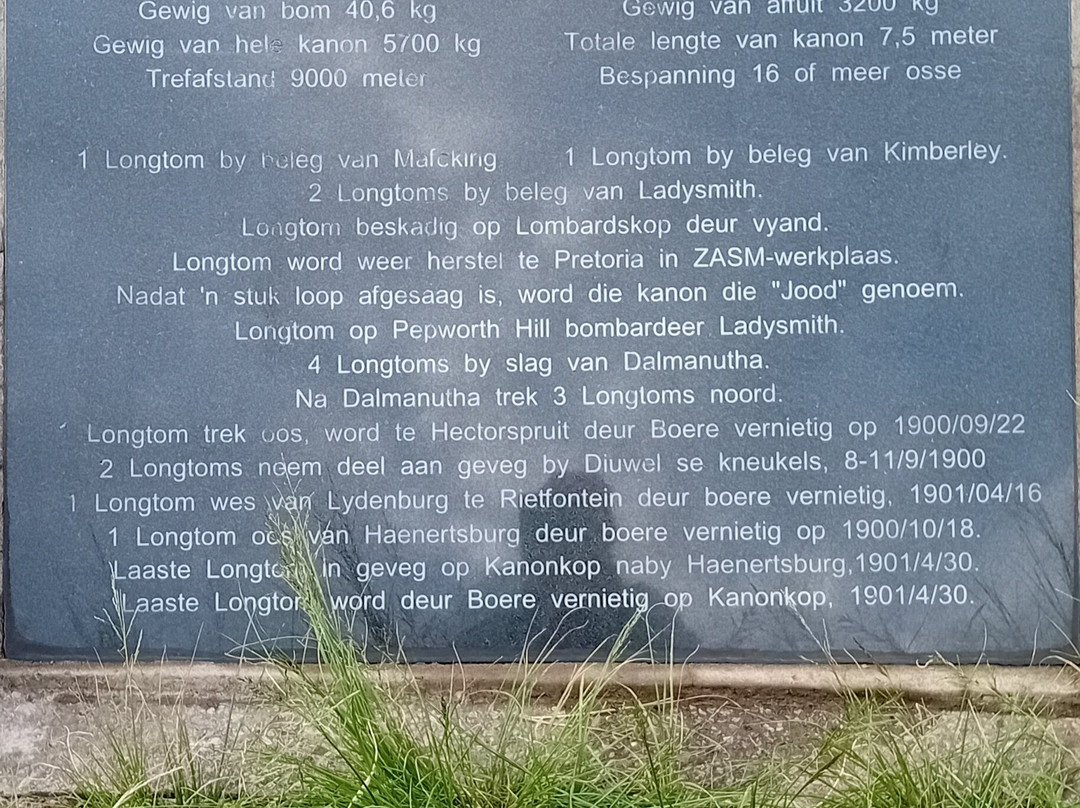 Gewig van bom 40,6 kg Gewig van affuit 3200 kg
Gewig van hele kanon 5700 kg Totale lengte van kanon 7,5 meter
Trefafstand 9000 meter Bespanning 16 of meer osse
1 Longtom by beleg van Mafeking 1 Longtom by beleg van Kimberley.
2 Longtoms by beleg van Ladysmith.
Longtom beskadig op Lombardskop deur vyand.
Longtom word weer herstel te Pretoria in ZASM-werkplaas.
Nadat 'n stuk loop afgesaag is, word die kanon die "Jood" genoem.
Longtom op Pepworth Hill bombardeer Ladysmith.
4 Longtoms by slag van Dalmanutha.
Na Dalmanutha trek 3 Longtoms noord.
Longtom trek oos, word te Hectorspruit deur Boere vernietig op 1900/09/22
2 Longtoms neem deel aan geveg by Diuwel se kneukels, 8-11/9/1900
1 Longtom wes van Lydenburg te Rietfontein deur boere vernietig, 1901/04/16
1 Longtom oos van Haenertsburg deur boere vernietig op 1900/10/18.
Laaste Longtom in geveg op Kanonkop naby Haenertsburg,1901/4/30.
Laaste Longtom word deur Boere vernietig op Kanonkop, 1901/4/30.